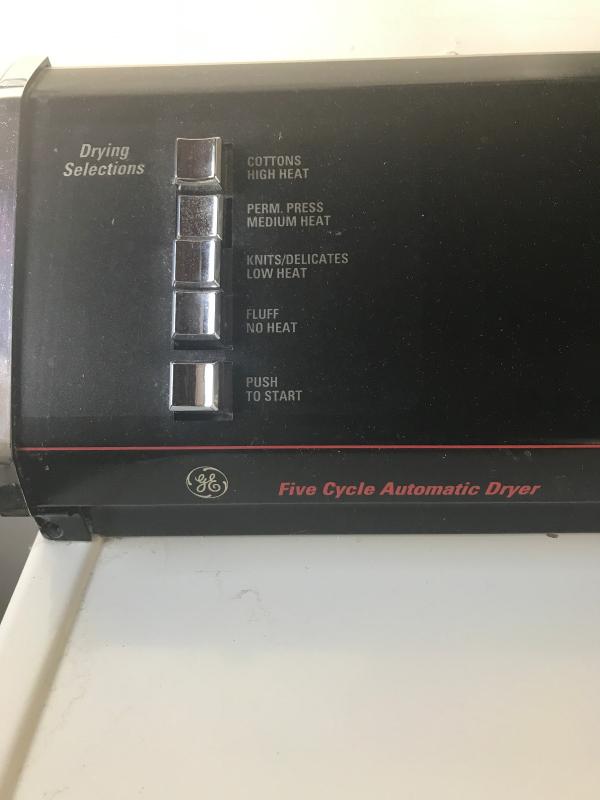 Drying
Selections
COTTONS
HIGH HEAT
PERM. PRESS
MEDIUM HEAT
KNITS/DELICATES
LOW HEAT
FLUFF
NO HEAT
PUSH
TO START
GE
Five Cycle Automatic Dryer